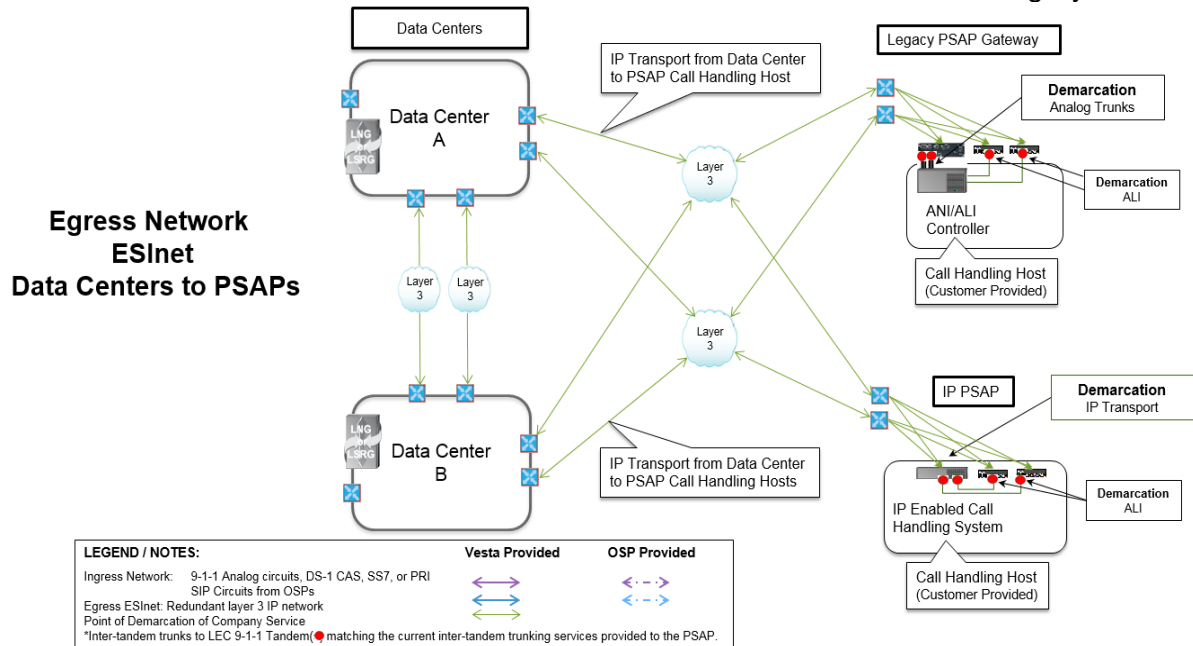 Data Centers
Legacy PSAP Gateway
IP Transport from Data Center
to PSAP Call Handling Host
Demarcation
Analog Trunks
Data Center
A
LNG
or
LSRG
Layer
3
Demarcation
ALI
ANI/ALI
Controller
Call Handling Host
(Customer Provided)
Egress Network
ESInet
Data Centers to PSAPs
Layer
3
Layer
3
Layer
3
IP PSAP
Demarcation
IP Transport
LNG
or
LSRG
Data Center
B
IP Transport from Data Center
to PSAP Call Handling Hosts
Demarcation
ALI
IP Enabled Call
Handling System
Call Handling Host
(Customer Provided)
LEGEND / NOTES:
Vesta Provided
OSP Provided
Ingress Network: 9-1-1 Analog circuits, DS-1 CAS, SS7, or PRI
SIP Circuits from OSPs
Egress ESInet: Redundant layer 3 IP network
Point of Demarcation of Company Service
*Inter-tandem trunks to LEC 9-1-1 Tandem( ) matching the current inter-tandem trunking services provided to the PSAP.